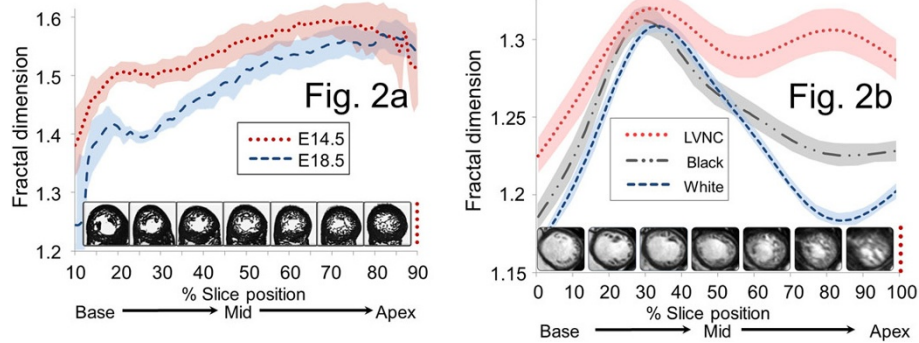 Fig. 2a
Fractal dimension
1.6
1.5
1.4
1.3
1.2
E14.5
E18.5
10 20 30 40 50 60 70 80 90
% Slice position
Base Mid Apex
Fig. 2b
Fractal dimension
1.3
1.25
1.2
1.15
LVNC
Black
White
0 10 20 30 40 50 60 70 80 90 100
% Slice position
Base Mid Apex